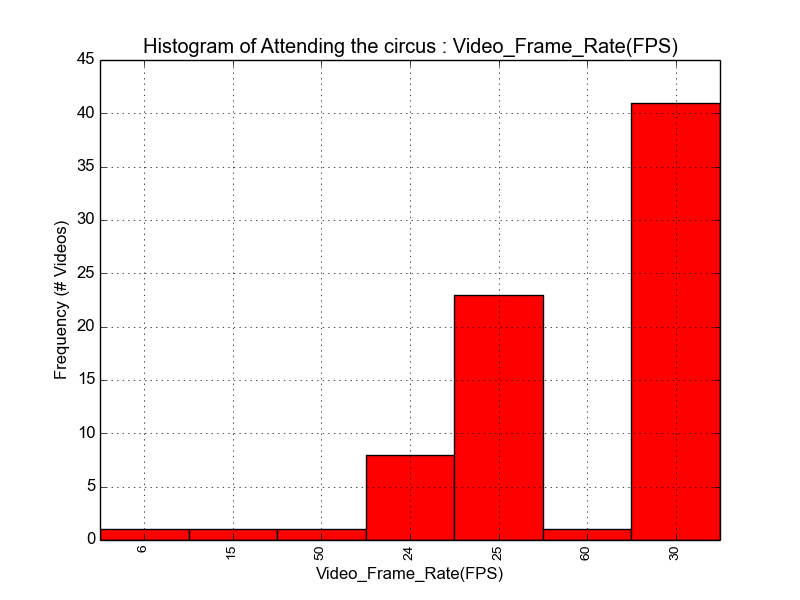 Histogram of Attending the circus : Video_Frame_Rate(FPS)
45
40
35
30
25
20
15
10
5
0
Frequency (# Videos)
6 15 50 24 25 60 30
Video_Frame_Rate(FPS)